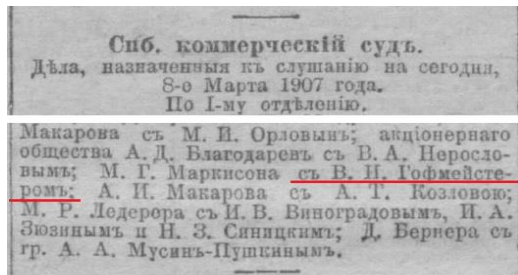 Спб. коммерческій судъ.
Дѣла, назначенныя къ слушанію на сегодня,
8-о Марта 1907 года.
По I-му отдѣленію.
Макарова съ М. И. Орловымъ; акціонернаго
общества А. Д. Благодаревъ съ В. А. Неросло-
вымъ; М. Г. Маркисона съ В. И. Гофмейсте-
ромъ; А. И. Макарова съ А. Т. Козловою;
М. Р. Ледерера съ И. В. Виноградовымъ, И. А.
Зюзинымъ и Н. З. Синицкимъ; Д. Бернера съ
гр. А. А. Мусинъ-Пушкинымъ.